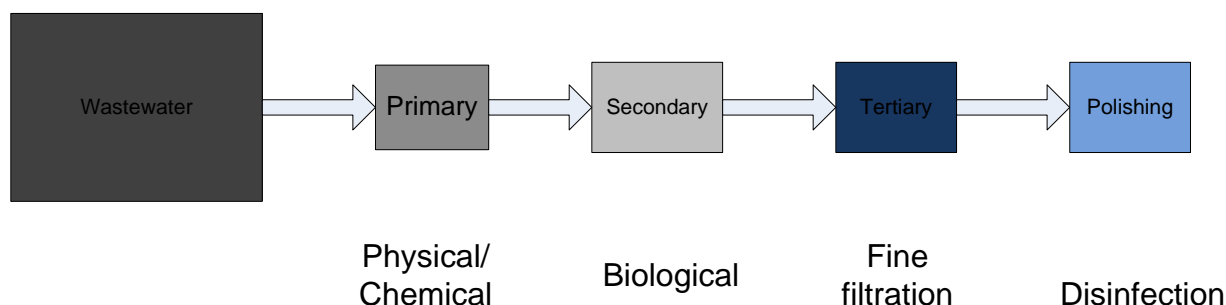 Wastewater
Primary
Secondary
Tertiary
Polishing
Physical/
Chemical
Biological
Fine
filtration
Disinfection